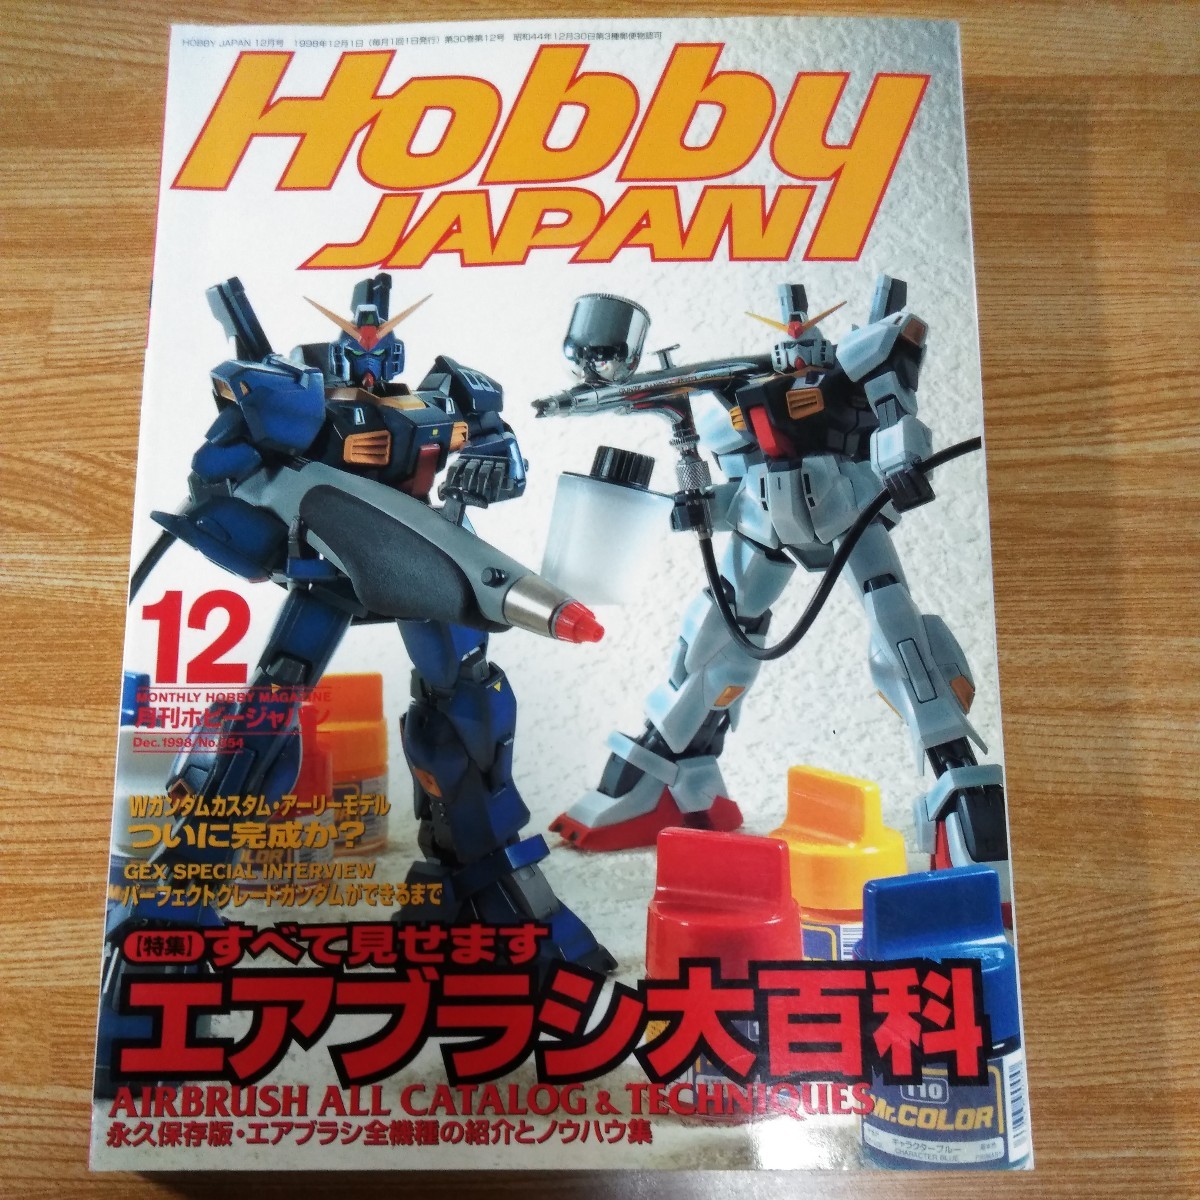 HOBBY JAPAN 12月号 1998年12月1日(毎月1回1日発行)第30巻第12号 昭和44年12月30日第3種郵便物認可
Hobby
JAPAN
12
MONTHLY HOBBY MAGAZINE
月刊ホビージャパン
Dec.1998/No.354
Wガンダムカスタム・アーリーモデル
ついに完成か?
GEX SPECIAL INTERVIEW
パーフェクトグレードガンダムができるまで
【特集】すべて見せます
エアブラシ大百科
AIRBRUSH ALL CATALOG & TECHNIQUES
永久保存版・エアブラシ全機種の紹介とノウハウ集
110
Mr.COLOR
キャラクターブルー
CHARACTER BLUE